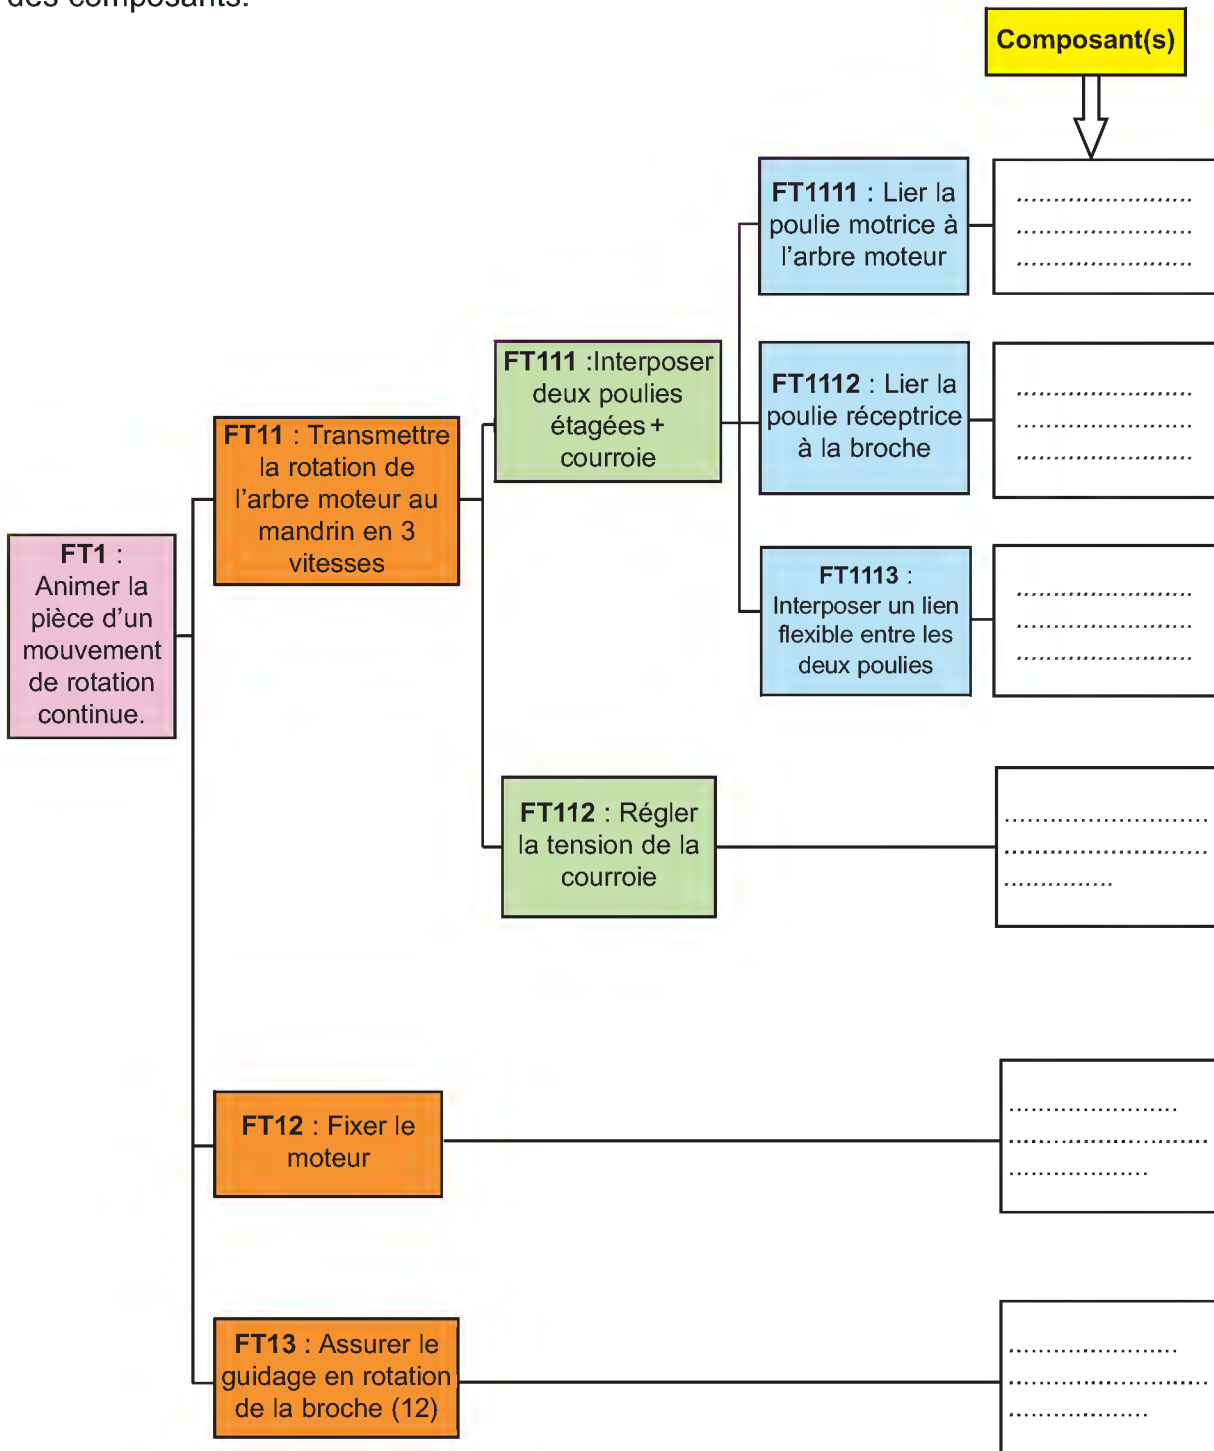 des composants.
Composant(s)
FT1111 : Lier la
poulie motrice à
l’arbre moteur
........................
........................
........................
FT111 :Interposer
deux poulies
étagées +
courroie
FT1112 : Lier la
poulie réceptrice
à la broche
........................
........................
........................
FT11 : Transmettre
la rotation de
l’arbre moteur au
mandrin en 3
vitesses
FT1 :
Animer la
pièce d’un
mouvement
de rotation
continue.
FT1113 :
Interposer un lien
flexible entre les
deux poulies
........................
........................
........................
FT112 : Régler
la tension de la
courroie
............................
............................
...............
FT12 : Fixer le
moteur
.......................
...........................
...................
FT13 : Assurer le
guidage en rotation
de la broche (12)
.......................
...........................
...................